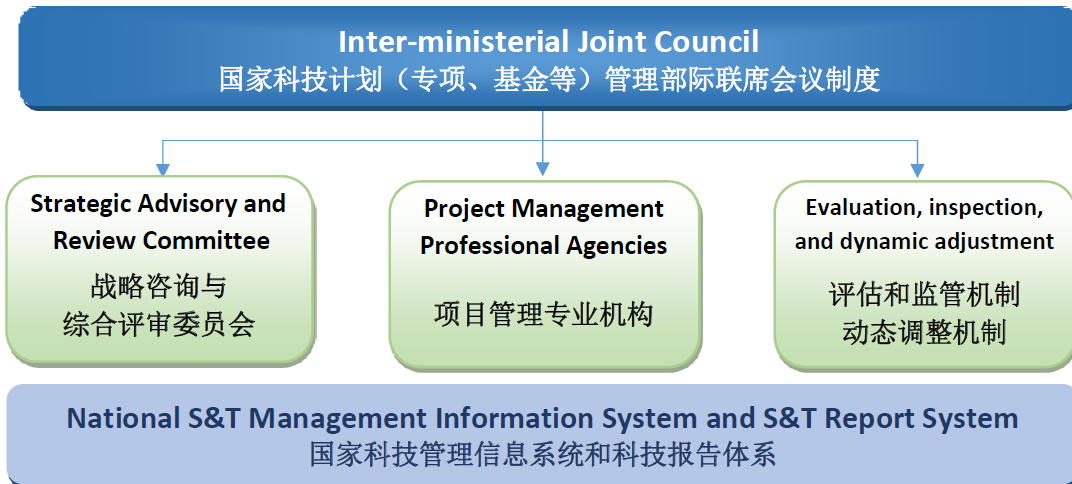 Inter-ministerial Joint Council
国家科技计划（专项、基金等）管理部际联席会议制度
Strategic Advisory and
Review Committee
战略咨询与
综合评审委员会
Project Management
Professional Agencies
项目管理专业机构
Evaluation, inspection,
and dynamic adjustment
评估和监管机制
动态调整机制
National S&T Management Information System and S&T Report System
国家科技管理信息系统和科技报告体系